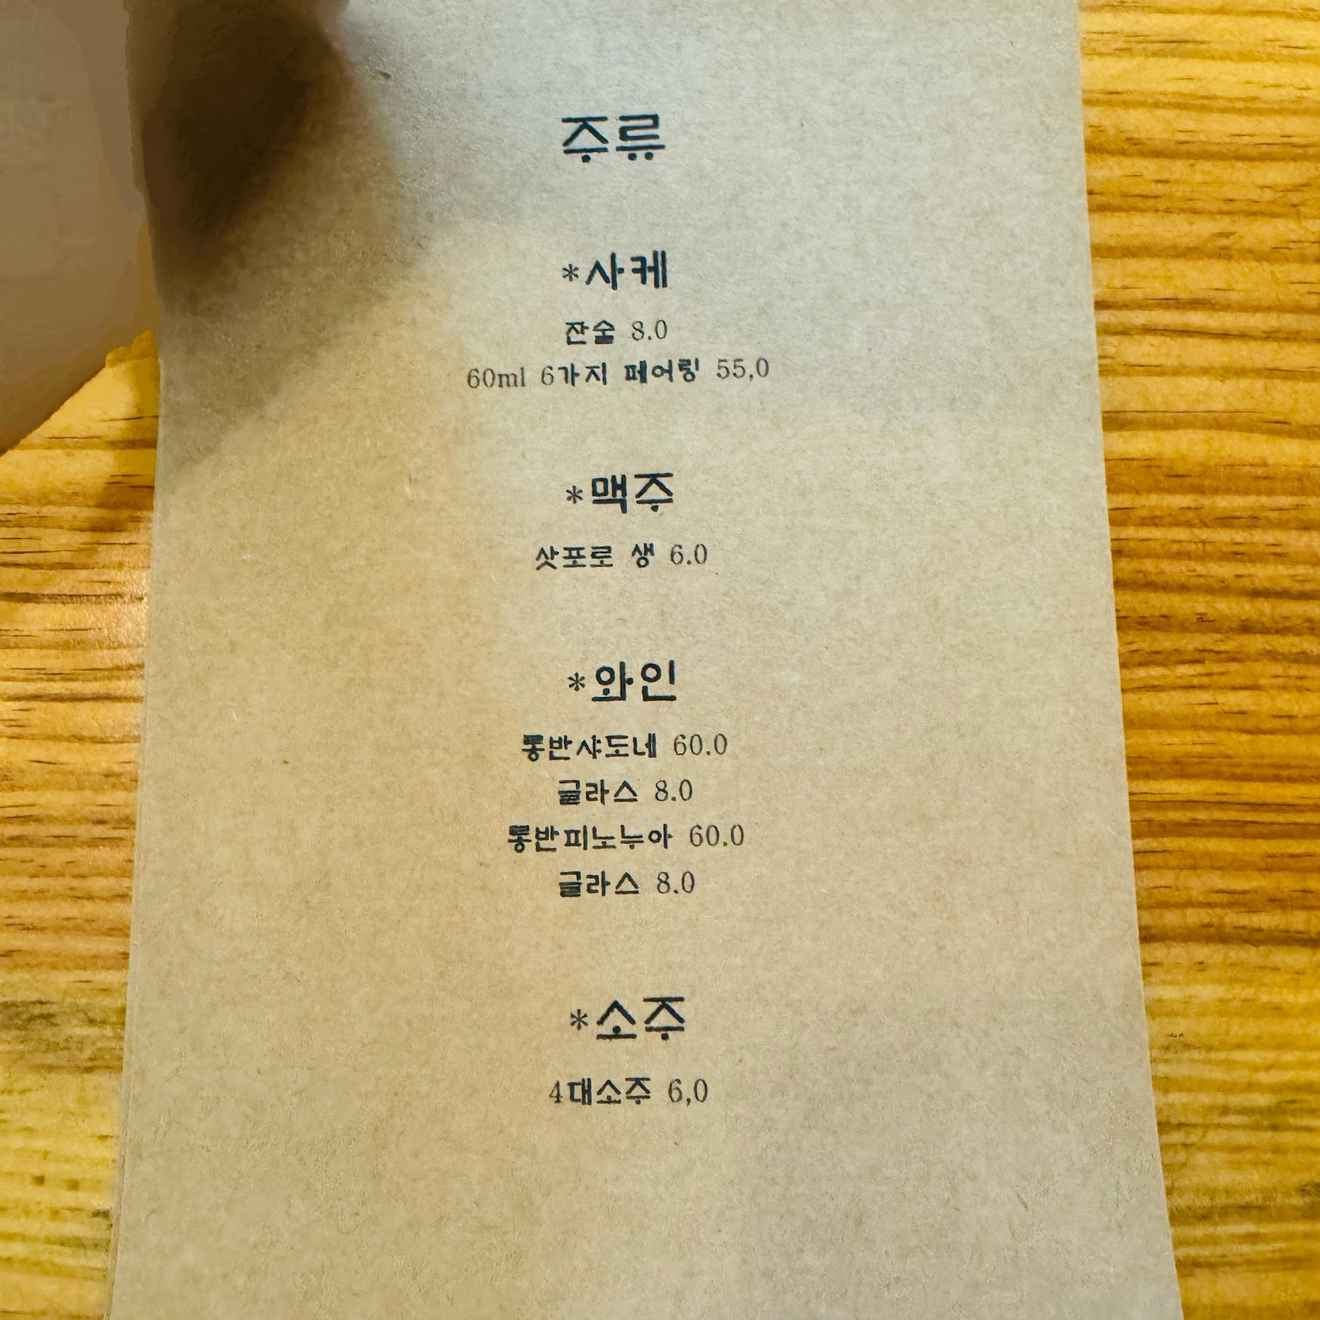 주류
*사케
잔술 8.0
60ml 6가지 페어링 55,0
*맥주
삿포로 생 6.0
*와인
롱반샤도네 60.0
글라스 8.0
롱반피노누아 60.0
글라스 8.0
*소주
4대소주 6,0